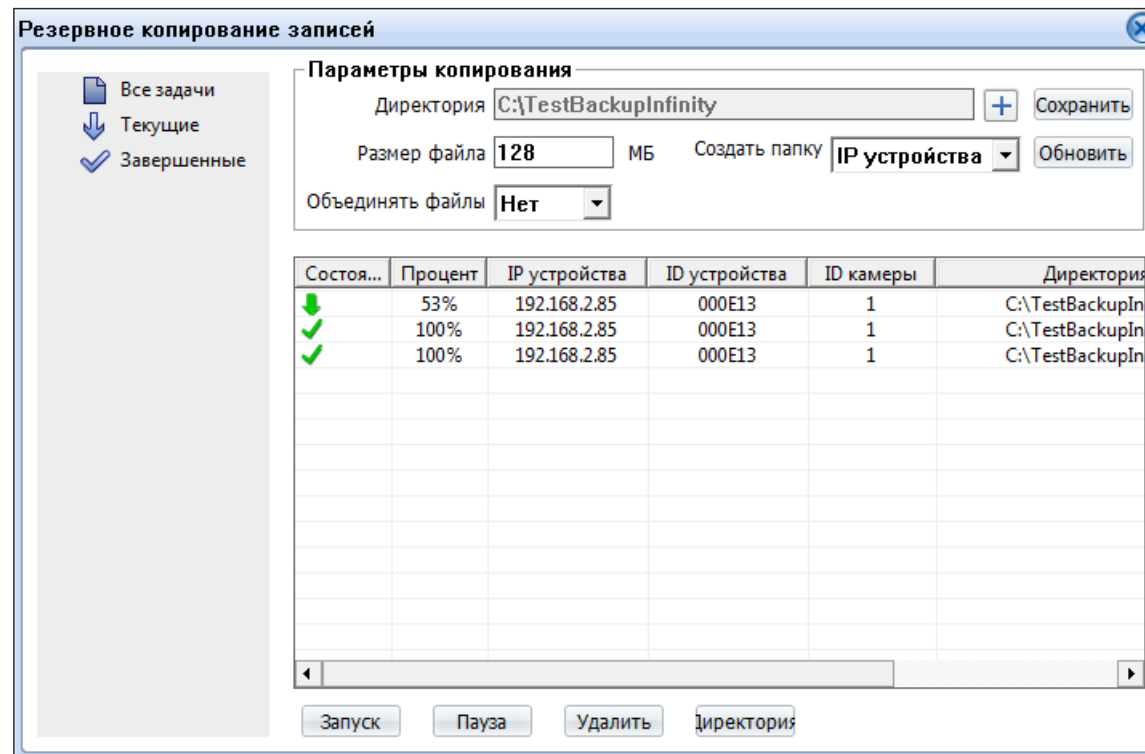 Резервное копирование записей
Все задачи
Текущие
Завершенные
Параметры копирования
Директория C:\TestBackupInfinity Сохранить
Размер файла 128 МБ Создать папку IP устройства Обновить
Объединять файлы Нет
Состоя... Процент IP устройства ID устройства ID камеры Директория
53% 192.168.2.85 000E13 1 C:\TestBackupIn
100% 192.168.2.85 000E13 1 C:\TestBackupIn
100% 192.168.2.85 000E13 1 C:\TestBackupIn
Запуск Пауза Удалить Директория